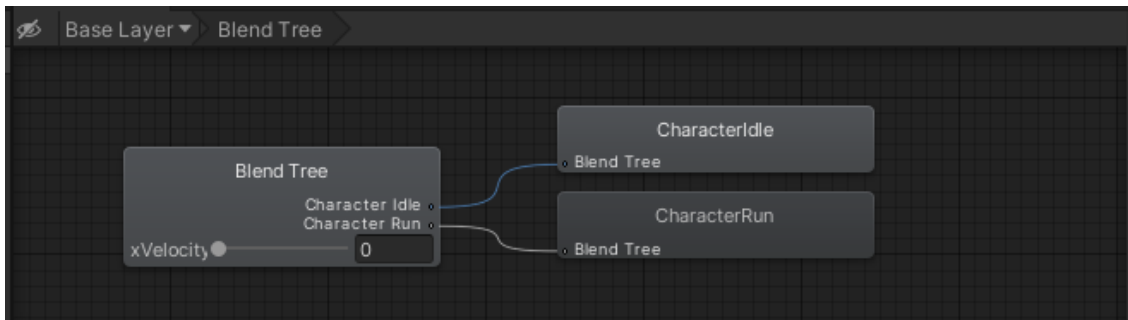 Base Layer Blend Tree
CharacterIdle
Blend Tree
Blend Tree
Character Idle
Character Run
xVelocity 0
CharacterRun
Blend Tree